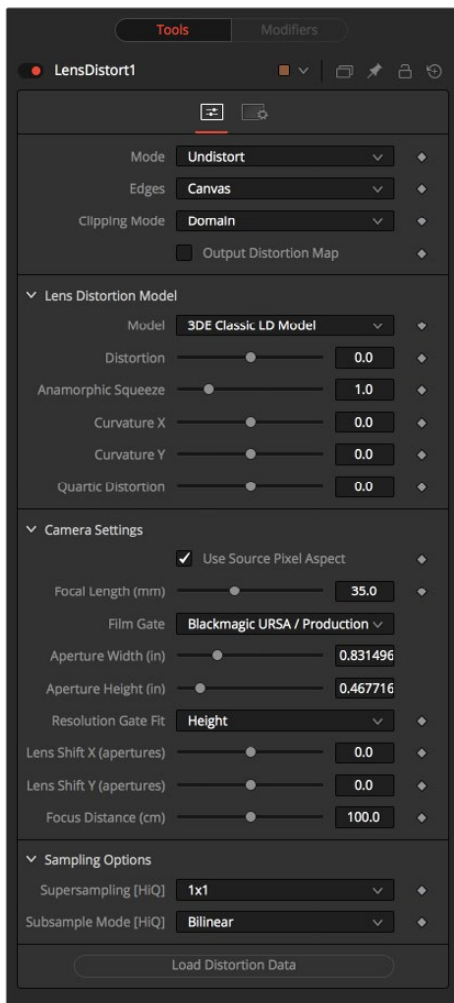 Tools Modifiers
LensDistort1
Mode Undistort
Edges Canvas
Clipping Mode Domain
Output Distortion Map
Lens Distortion Model
Model 3DE Classic LD Model
Distortion 0.0
Anamorphic Squeeze 1.0
Curvature X 0.0
Curvature Y 0.0
Quartic Distortion 0.0
Camera Settings
Use Source Pixel Aspect
Focal Length (mm) 35.0
Film Gate Blackmagic URSA / Production
Aperture Width (in) 0.831496
Aperture Height (in) 0.467716
Resolution Gate Fit Height
Lens Shift X (apertures) 0.0
Lens Shift Y (apertures) 0.0
Focus Distance (cm) 100.0
Sampling Options
Supersampling [HiQ] 1x1
Subsample Mode [HiQ] Bilinear
Load Distortion Data